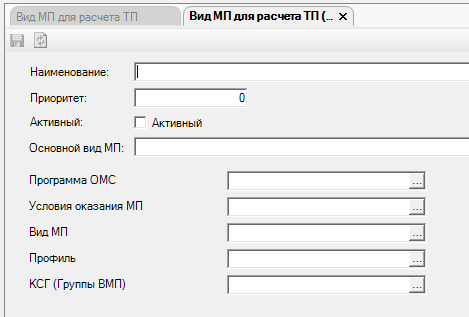 Вид МП для расчета ТП
Вид МП для расчета ТП (...
Наименование:
Приоритет: 0
Активный: Активный
Основной вид МП:
Программа ОМС ...
Условия оказания МП ...
Вид МП ...
Профиль ...
КСГ (Группы ВМП) ...